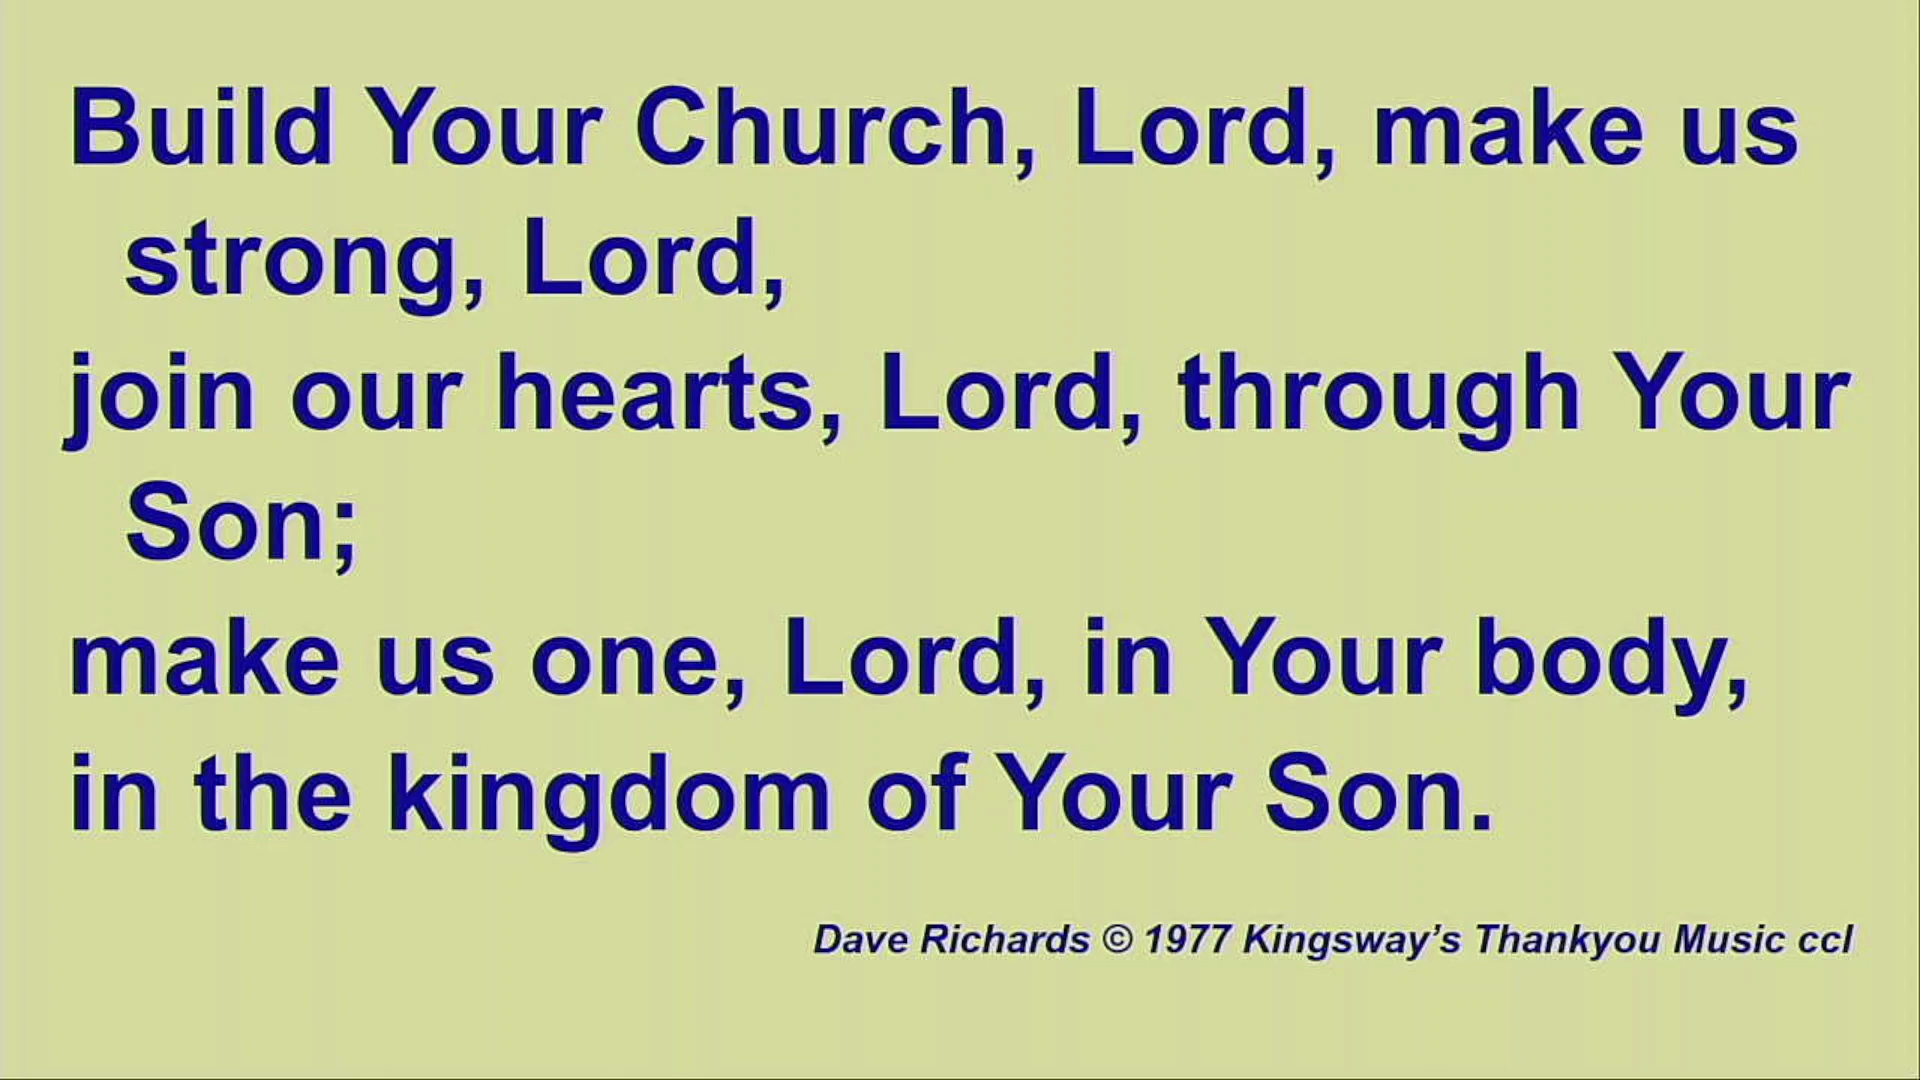 Build Your Church, Lord, make us
strong, Lord,
join our hearts, Lord, through Your
Son;
make us one, Lord, in Your body,
in the kingdom of Your Son.
Dave Richards © 1977 Kingsway’s Thankyou Music ccl